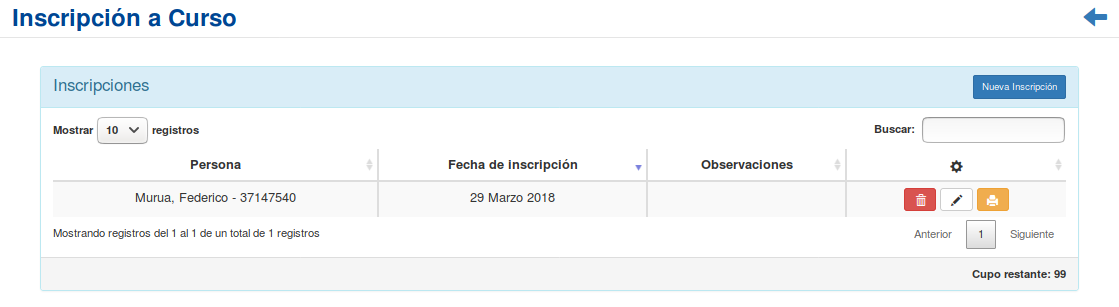 Inscripción a Curso
Inscripciones Nueva Inscripción
Mostrar 10 registros Buscar:
Persona Fecha de inscripción Observaciones
Murua, Federico - 37147540 29 Marzo 2018
Mostrando registros del 1 al 1 de un total de 1 registros Anterior 1 Siguiente
Cupo restante: 99